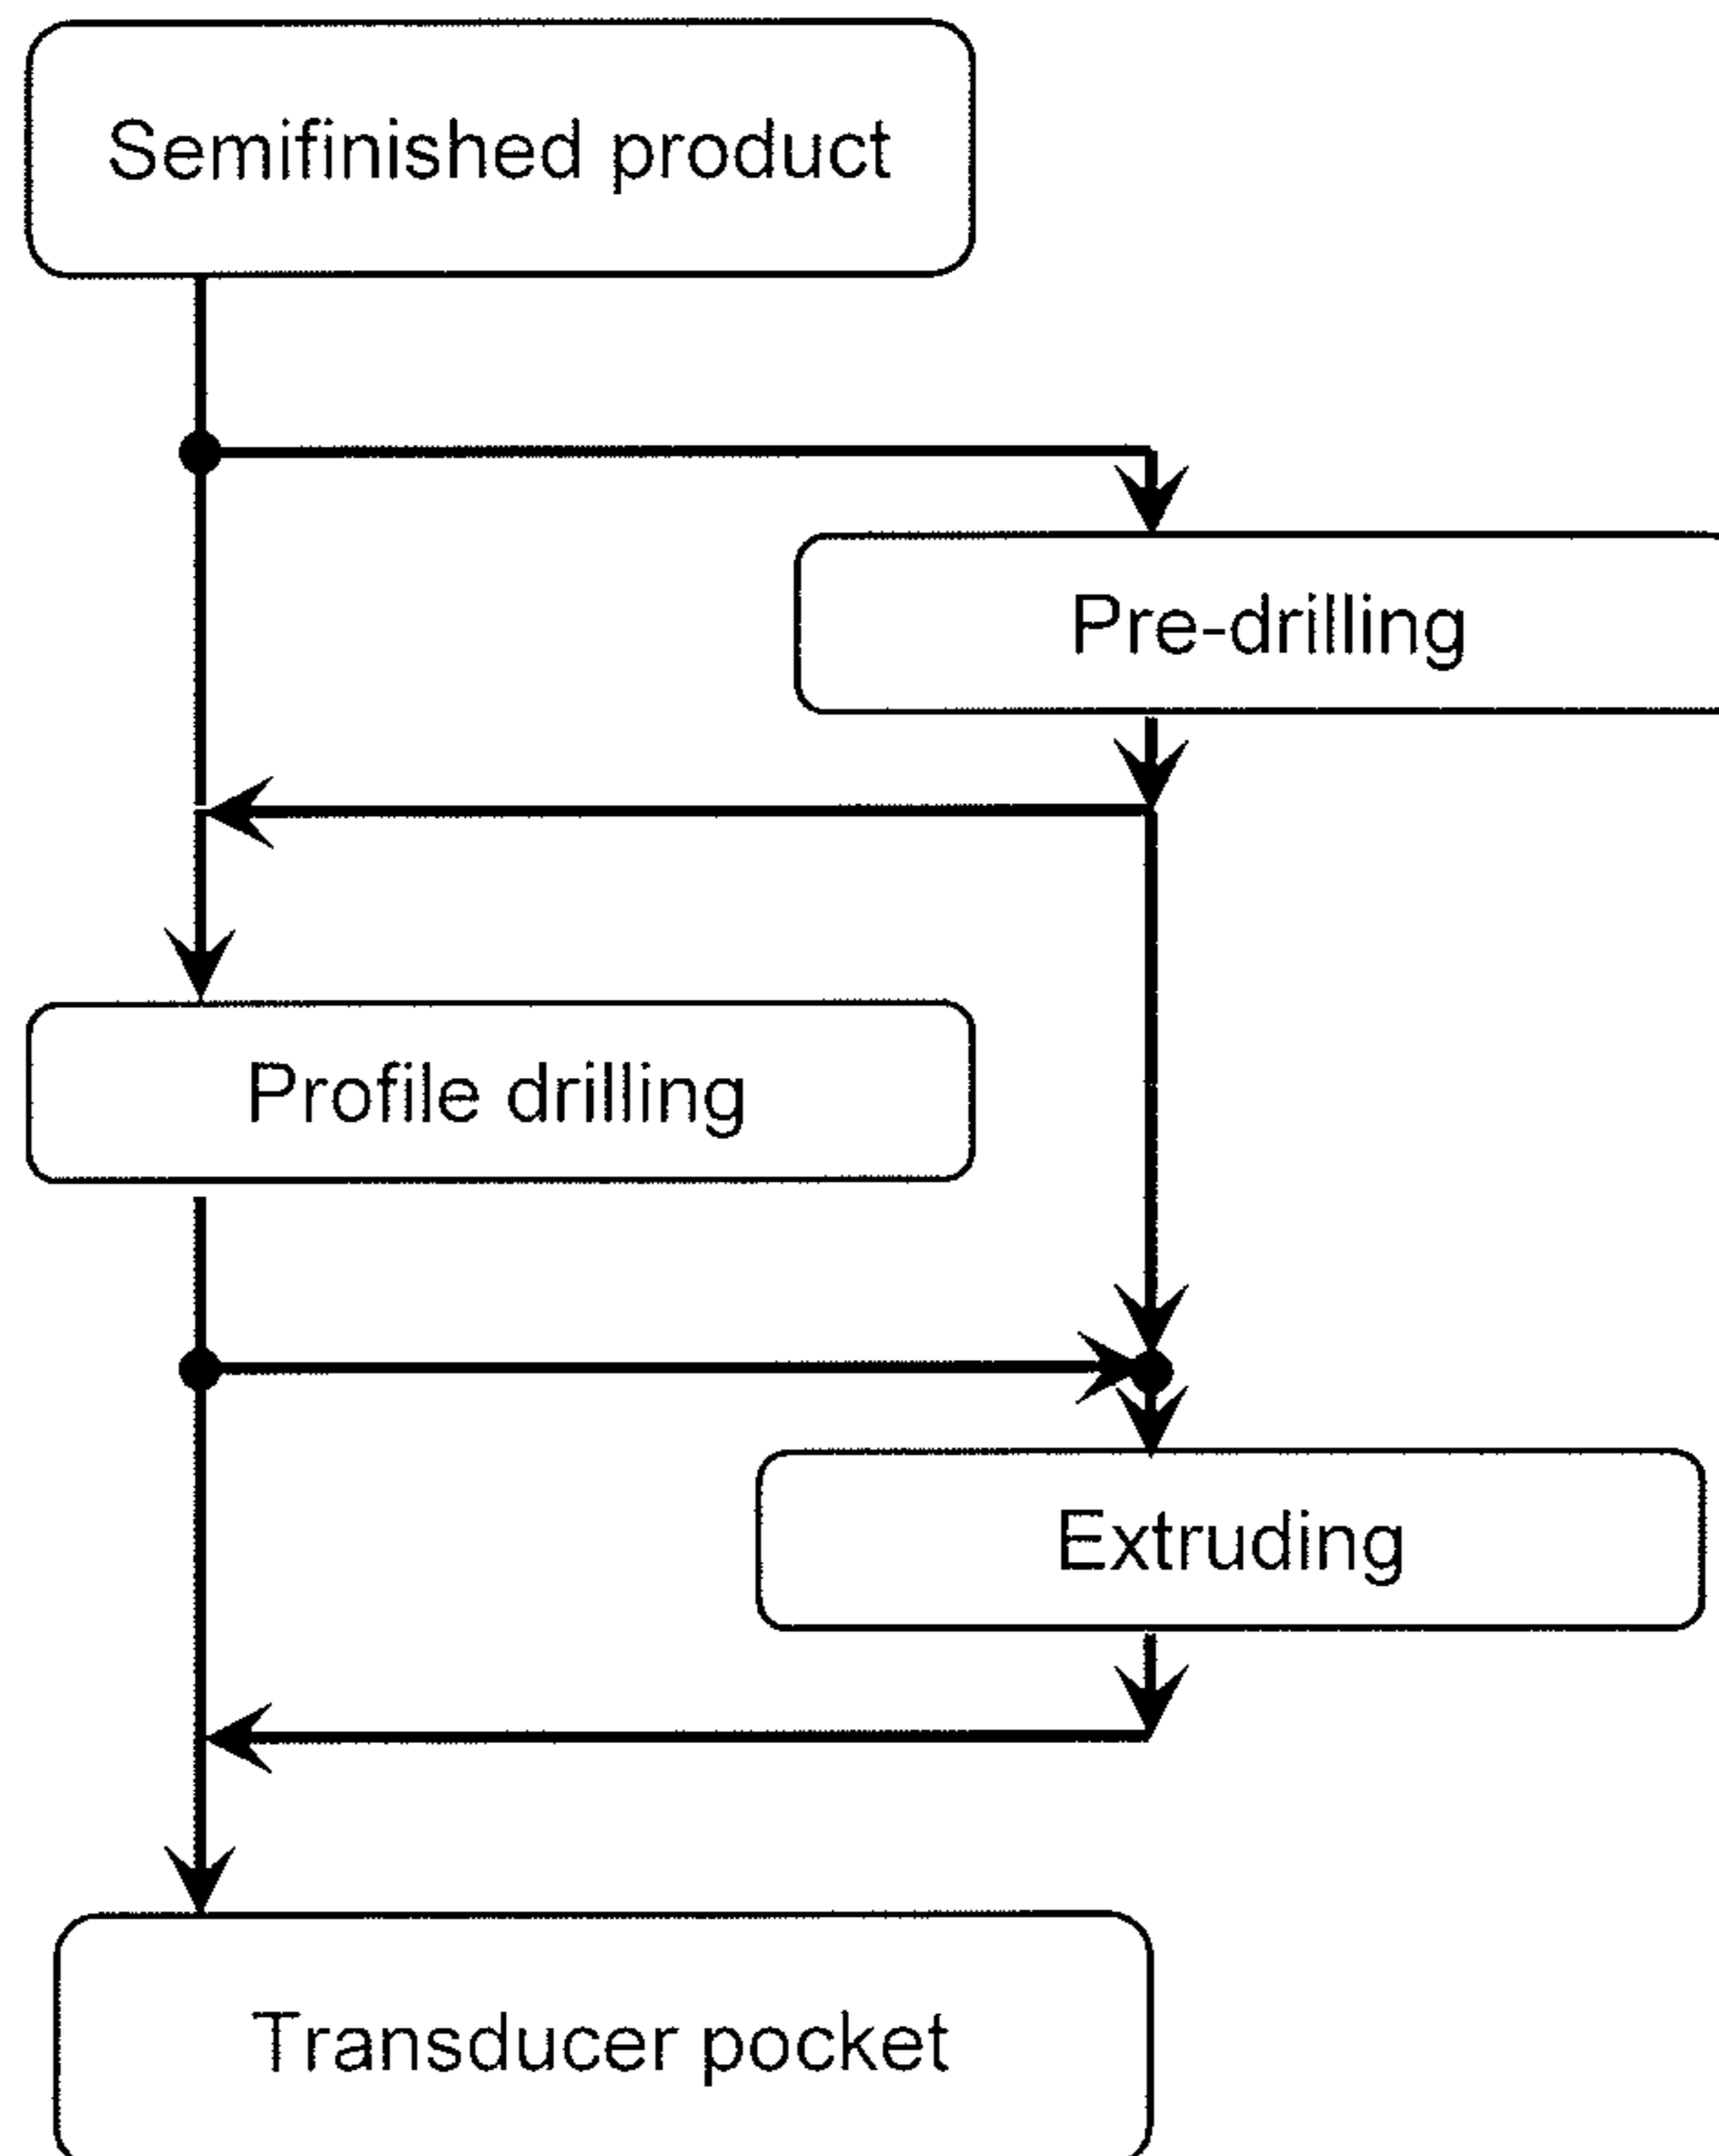 Semifinished product
Pre-drilling
Profile drilling
Extruding
Transducer pocket